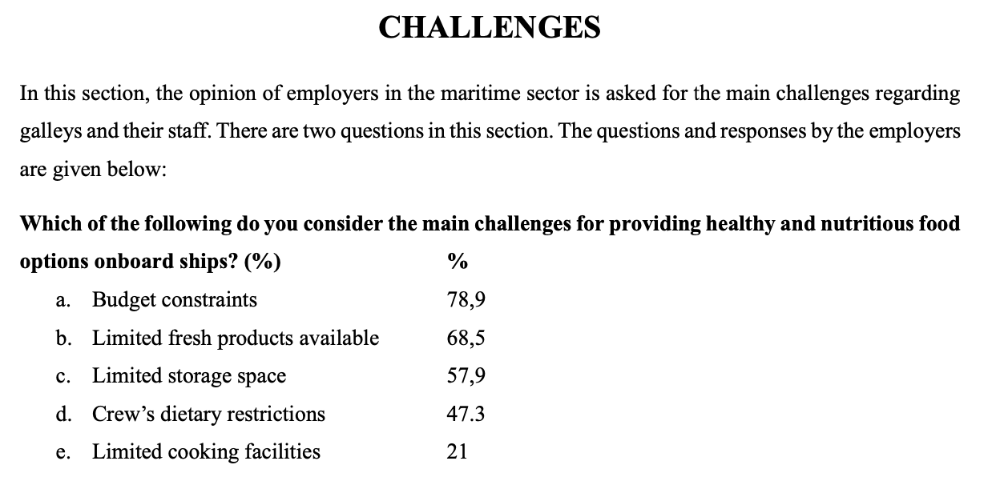 CHALLENGES
In this section, the opinion of employers in the maritime sector is asked for the main challenges regarding
galleys and their staff. There are two questions in this section. The questions and responses by the employers
are given below:
Which of the following do you consider the main challenges for providing healthy and nutritious food
options onboard ships? (%) %
a. Budget constraints 78,9
b. Limited fresh products available 68,5
c. Limited storage space 57,9
d. Crew’s dietary restrictions 47.3
e. Limited cooking facilities 21